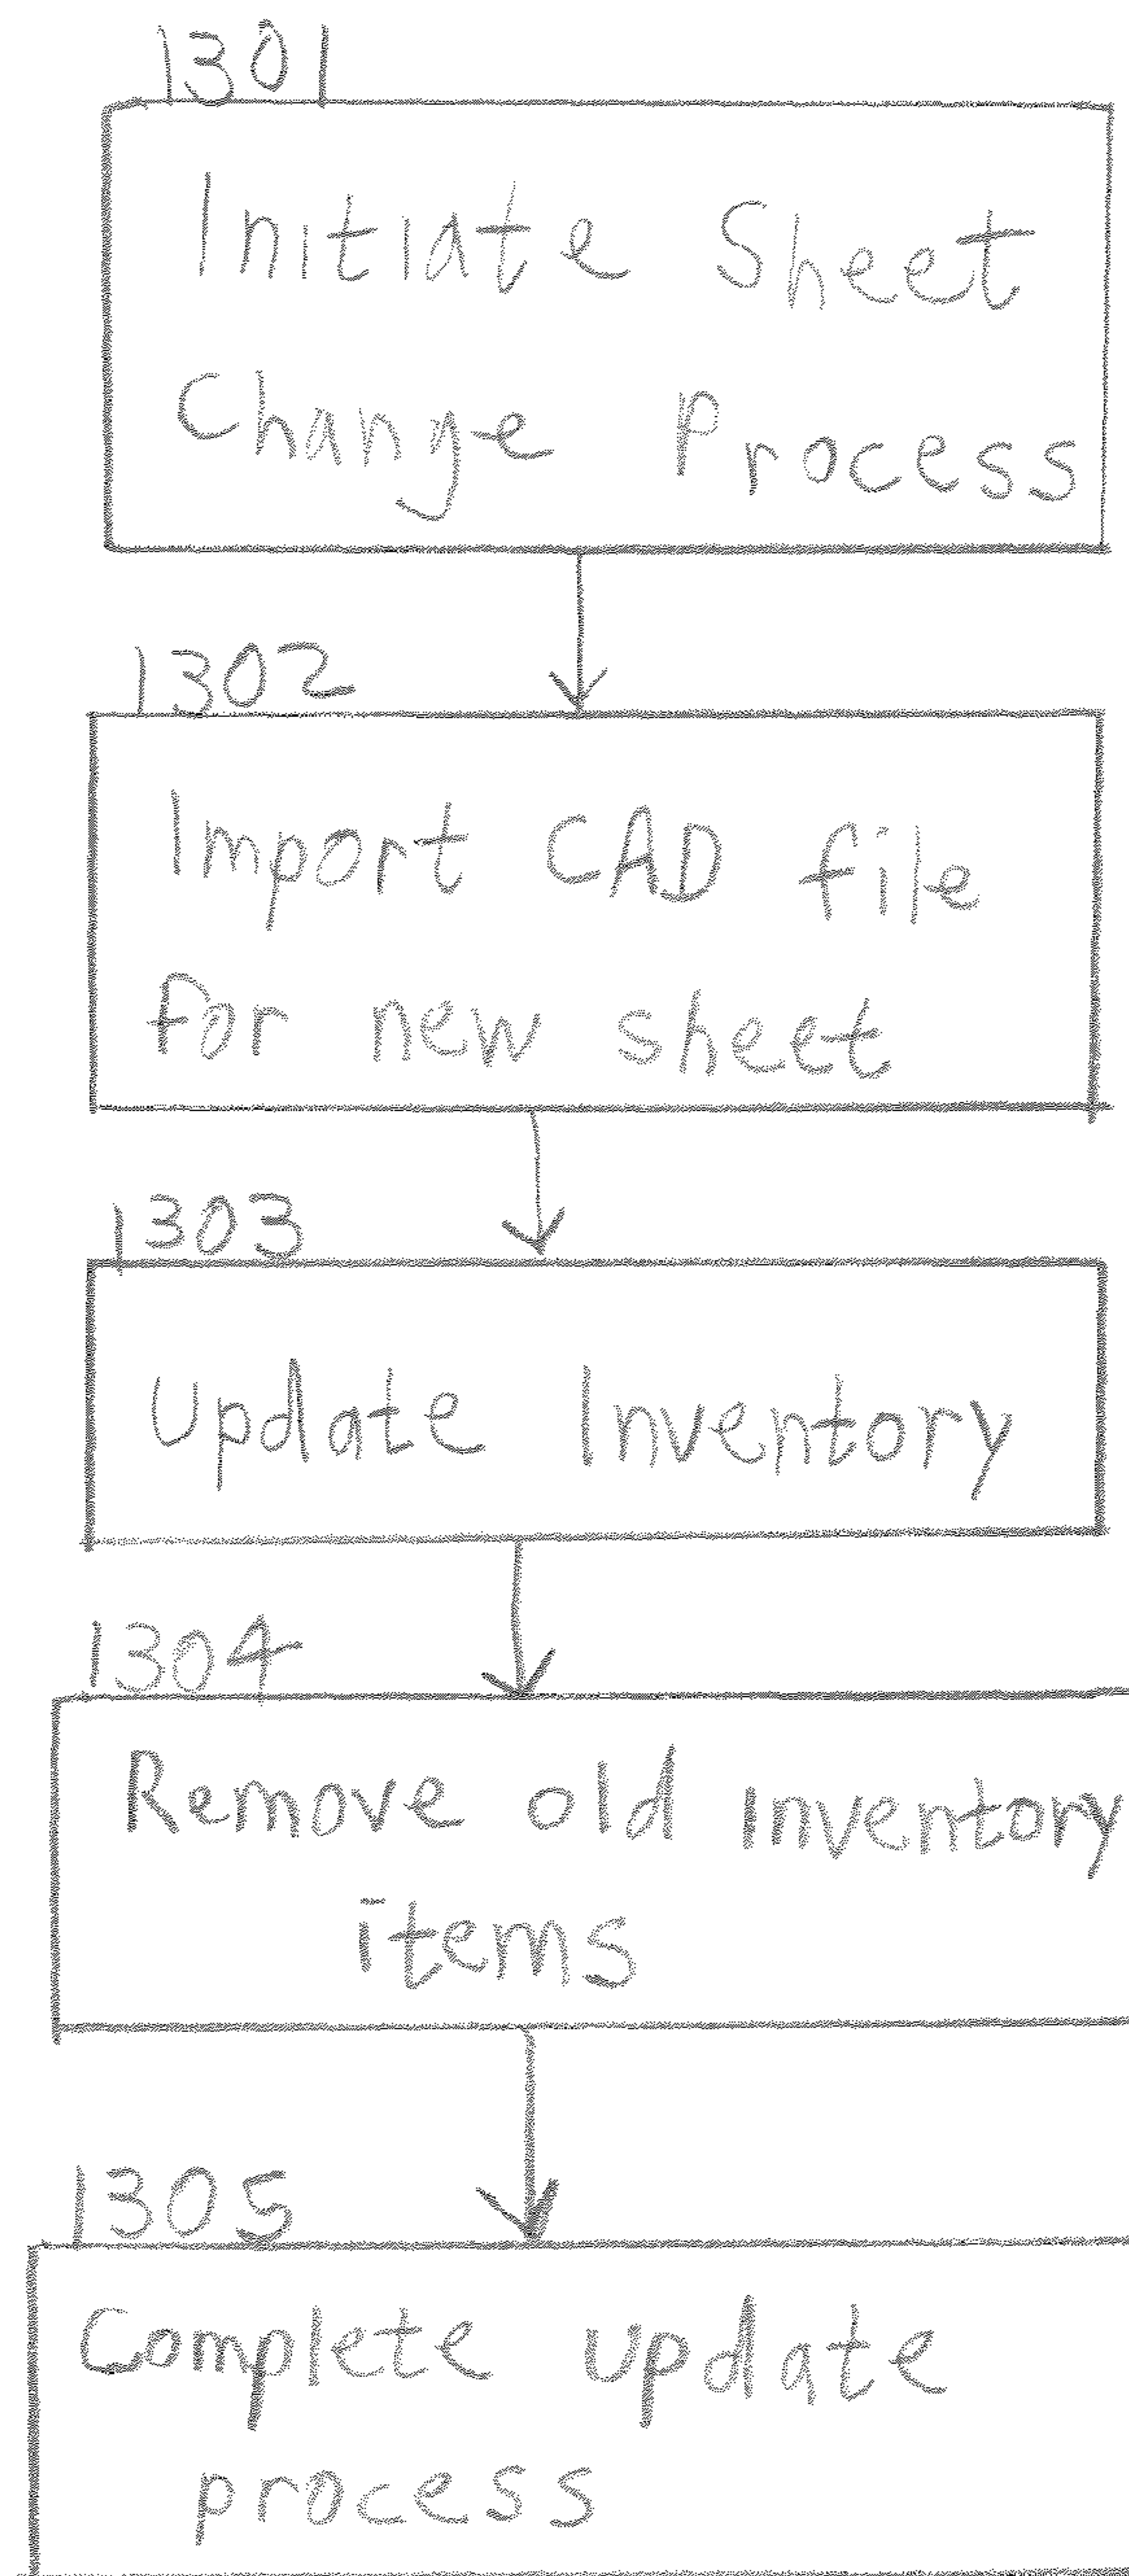 1301
Initiate Sheet
Change Process
1302
Import CAD file
for new sheet
1303
Update Inventory
1304
Remove old Inventory
items
1305
Complete update
process